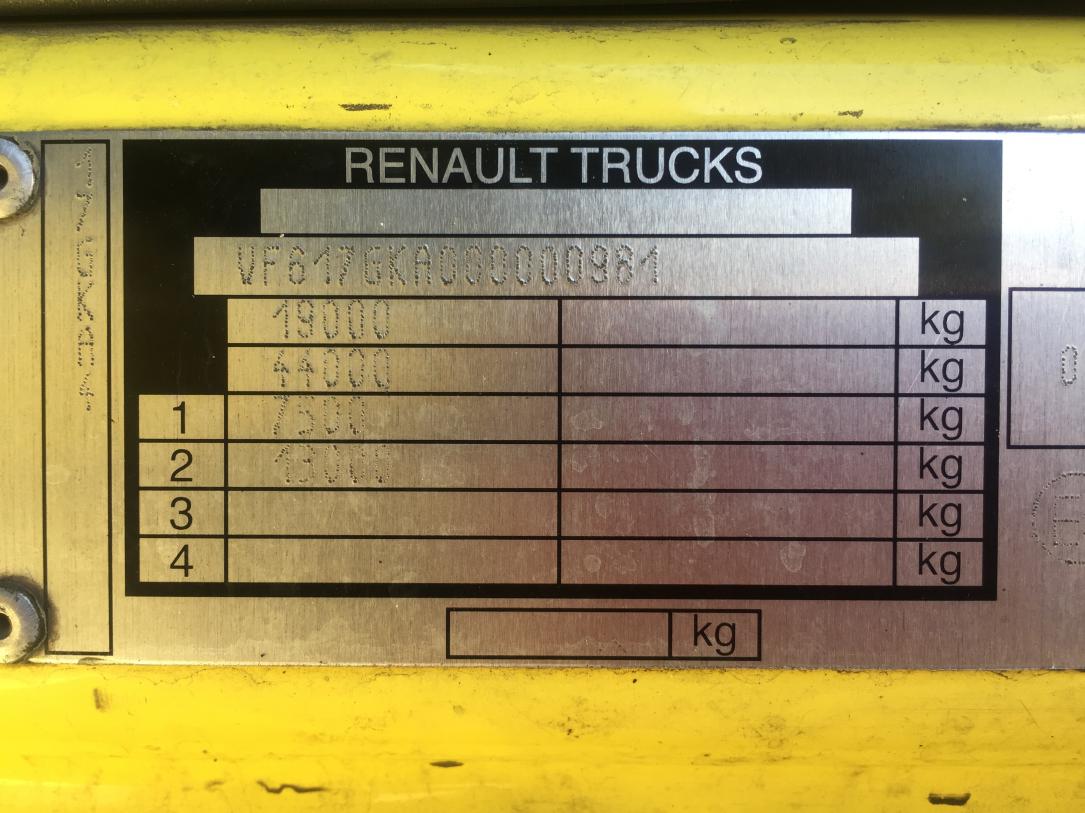 RENAULT TRUCKS
VF617GKA000000981
19000 kg
44000 kg
1 7500 kg
2 13000 kg
3 kg
4 kg
kg